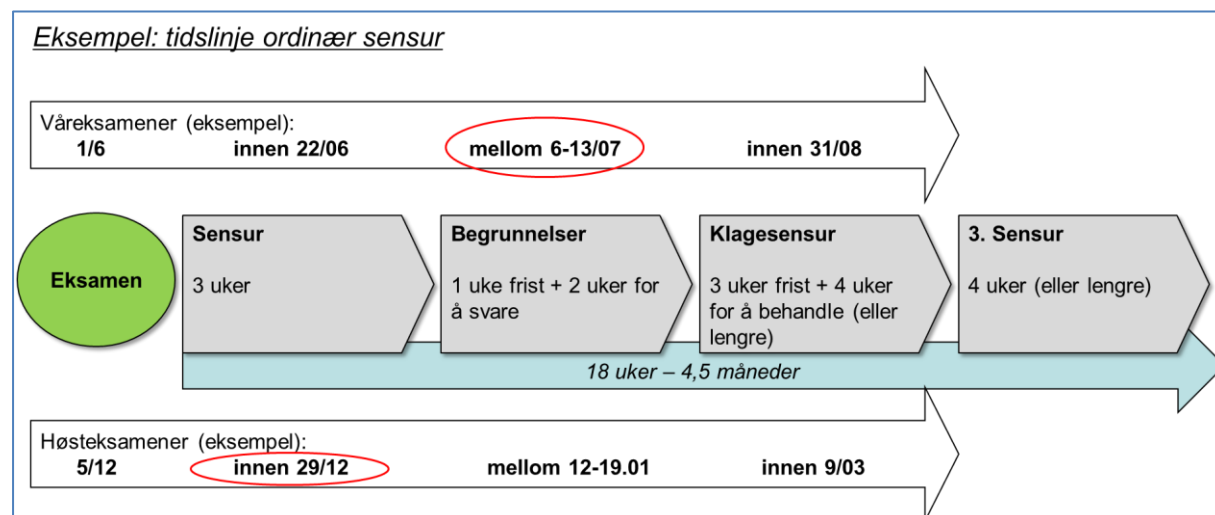 Eksempel: tidslinje ordinær sensur
Våreksamener (eksempel):
1/6 innen 22/06 mellom 6-13/07 innen 31/08
Eksamen
Sensur
3 uker
Begrunnelser
1 uke frist + 2 uker for
å svare
Klagesensur
3 uker frist + 4 uker
for å behandle (eller
lengre)
3. Sensur
4 uker (eller lengre)
18 uker – 4,5 måneder
Høsteksamener (eksempel):
5/12 innen 29/12 mellom 12-19.01 innen 9/03